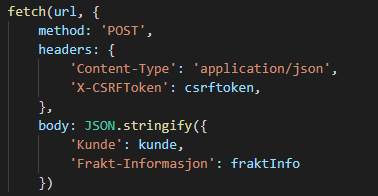 fetch(url, {
    method: 'POST',
    headers: {
        'Content-Type': 'application/json',
        'X-CSRFToken': csrftoken,
    },
    body: JSON.stringify({
        'Kunde': kunde,
        'Frakt-Informasjon': fraktInfo
    })